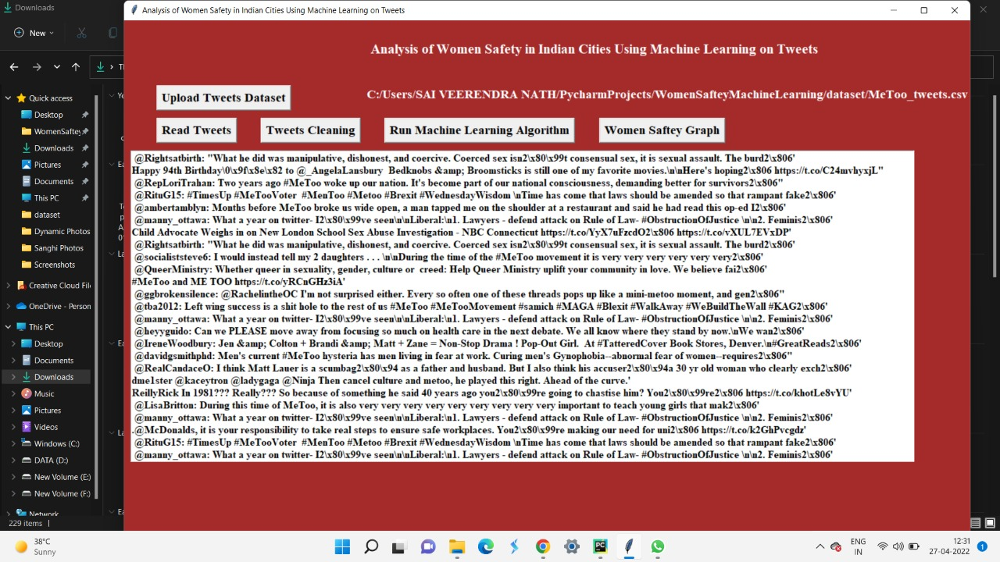 Downloads
Analysis of Women Safety in Indian Cities Using Machine Learning on Tweets
New
Analysis of Women Safety in Indian Cities Using Machine Learning on Tweets
Upload Tweets Dataset
C:/Users/SAI VEERENDRA NATH/PycharmProjects/WomenSafteyMachineLearning/dataset/MeToo_tweets.csv
Read Tweets
Tweets Cleaning
Run Machine Learning Algorithm
Women Saftey Graph
@Rightsatbirth: "What he did was manipulative, dishonest, and coercive. Coerced sex isn2\x80\x99t consensual sex, it is sexual assault. The burd2\x806'
Happy 94th Birthday\0\x9f\x8e\x82 to @_AngelaLansbury  Bedknobs &amp; Broomsticks is still one of my favorite movies.\n\nHere's hoping2\x806 https://t.co/C24mvhyxjL"
@RepLoriTrahan: Two years ago #MeToo woke up our nation. It's become part of our national consciousness, demanding better for survivors2\x806"
@RituG15: #TimesUp #MeTooVoter  #MenToo #Metoo #Brexit #WednesdayWisdom \nTime has come that laws should be amended so that rampant fake2\x806'
@ambertamblyn: Months before MeToo broke us wide open, a man tapped me on the shoulder at a restaurant and said he had read this op-ed I2\x806'
@manny_ottawa: What a year on twitter- I2\x80\x99ve seen\n\nLiberal:\n1. Lawyers - defend attack on Rule of Law- #ObstructionOfJustice \n\n2. Feminis2\x806'
Child Advocate Weighs in on New London School Sex Abuse Investigation - NBC Connecticut https://t.co/YyX7uFzcdO2\x806 https://t.co/vXUL7EVxDP'
@Rightsatbirth: "What he did was manipulative, dishonest, and coercive. Coerced sex isn2\x80\x99t consensual sex, it is sexual assault. The burd2\x806'
@socialiststeve6: I would instead tell my 2 daughters . . . \n\nDuring the time of the #MeToo movement it is very very very very very very2\x806'
@QueerMinistry: Whether queer in sexuality, gender, culture or  creed: Help Queer Ministry uplift your community in love. We believe fai2\x806'
#MeToo and ME TOO https://t.co/yRCnGHz3iA'
@ggbrokensilence: @RachelintheOC I'm not surprised either. Every so often one of these threads pops up like a mini-metoo moment, and gen2\x806"
@tba2012: Left wing success is a shit hole to the rest of us #MeToo #MeTooMovement #samich #MAGA #Blexit #WalkAway #WeBuildTheWall #KAG2\x806'
@manny_ottawa: What a year on twitter- I2\x80\x99ve seen\n\nLiberal:\n1. Lawyers - defend attack on Rule of Law- #ObstructionOfJustice \n\n2. Feminis2\x806'
@heyyguido: Can we PLEASE move away from focusing so much on health care in the next debate. We all know where they stand by now.\nWe wan2\x806'
@IreneWoodbury: Jen &amp; Colton + Brandi &amp; Matt + Zane = Non-Stop Drama ! Pop-Out Girl.  At #TatteredCover Book Stores, Denver.\n#GreatReads2\x806'
@davidgsmithphd: Men's current #MeToo hysteria has men living in fear at work. Curing men's Gynophobia--abnormal fear of women--requires2\x806"
@RealCandaceO: I think Matt Lauer is a scumbag2\x80\x94 as a father and husband. But I also think his accuser2\x80\x94a 30 yr old woman who clearly exch2\x806'
dme1ster @kaceytron @ladygaga @Ninja Then cancel culture and metoo, he played this right. Ahead of the curve.'
ReillyRick In 1981??? Really??? So because of something he said 40 years ago you2\x80\x99re going to chastise him? You2\x80\x99re2\x806 https://t.co/khotLe8vYU'
@LisaBritton: During this time of MeToo, it is also very very very very very very very very very important to teach young girls that mak2\x806'
@manny_ottawa: What a year on twitter- I2\x80\x99ve seen\n\nLiberal:\n1. Lawyers - defend attack on Rule of Law- #ObstructionOfJustice \n\n2. Feminis2\x806'
.@McDonalds, it is your responsibility to take real steps to ensure safe workplaces. You2\x80\x99re making our need for uni2\x806 https://t.co/k2GhPvcgdz'
@RituG15: #TimesUp #MeTooVoter  #MenToo #Metoo #Brexit #WednesdayWisdom \nTime has come that laws should be amended so that rampant fake2\x806'
@manny_ottawa: What a year on twitter- I2\x80\x99ve seen\n\nLiberal:\n1. Lawyers - defend attack on Rule of Law- #ObstructionOfJustice \n\n2. Feminis2\x806'
Quick access
Desktop
WomenSafte
Downloads
Pictures
Documents
This PC
dataset
Dynamic Photos
Sanghi Photos
Screenshots
Creative Cloud File
OneDrive - Person
This PC
Desktop
Documents
Downloads
Music
Pictures
Videos
Windows (C:)
DATA (D:)
New Volume (E:)
New Volume (F:)
Network
229 items
38°C
Sunny
ENG
IN
12:31
27-04-2022
1